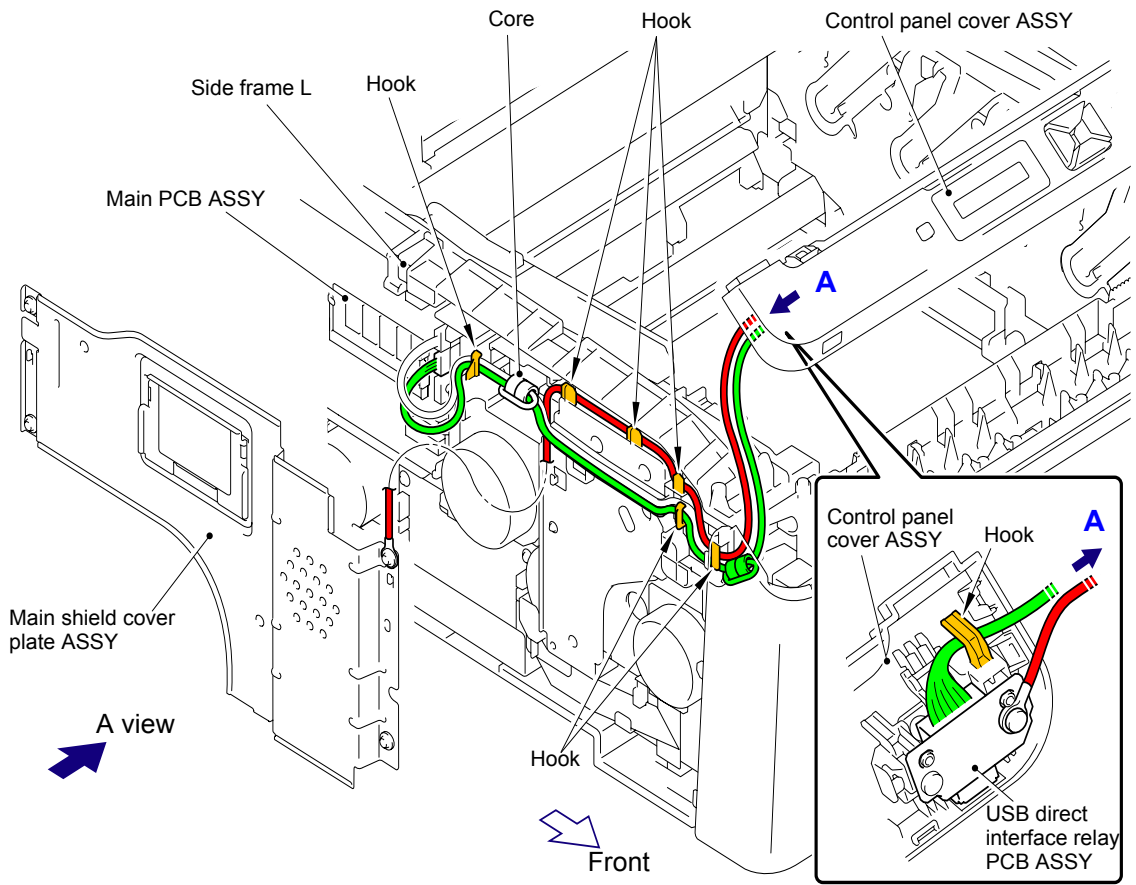 Core
Hook
Control panel cover ASSY
Side frame L
Hook
Main PCB ASSY
A
Control panel
cover ASSY
Hook
A
Main shield cover
plate ASSY
A view
Hook
USB direct
interface relay
PCB ASSY
Front